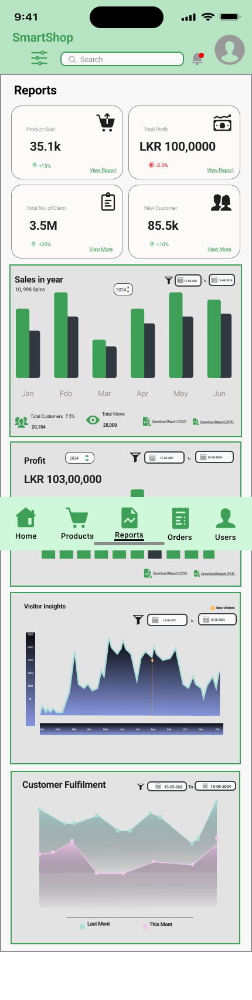 9:41
SmartShop
Search
Reports
Product Sold
35.1k
+15%
View Report
Total Profit
LKR 100,0000
-2.5%
View Report
Total No. of Claim
3.5M
+20%
View More
New Customer
85.5k
+10%
View More
Sales in year
10,.998 Sales
2024
15-05-202
To
15-08-2024
Jan Feb Mar Apr May Jun
Total Customers ↑5%
20,154
Total Views
25,000
CSV Download Report (CSV)
Download Report (PDF)
Profit
2024
15-05-202
To
15-08-2024
LKR 103,00,000
Home Products Reports Orders Users
CSV Download Report (CSV)
Download Report (PDF)
Visitor Insights
New Visitors
15-05-202
To
15-08-2024
500
400
300
200
100
0
Jan Feb Mar Apr May Jun Jul Aug Sep Oct Nov Dec
Customer Fulfilment
15-05-202
To
15-08-2024
Last Mont
This Mont